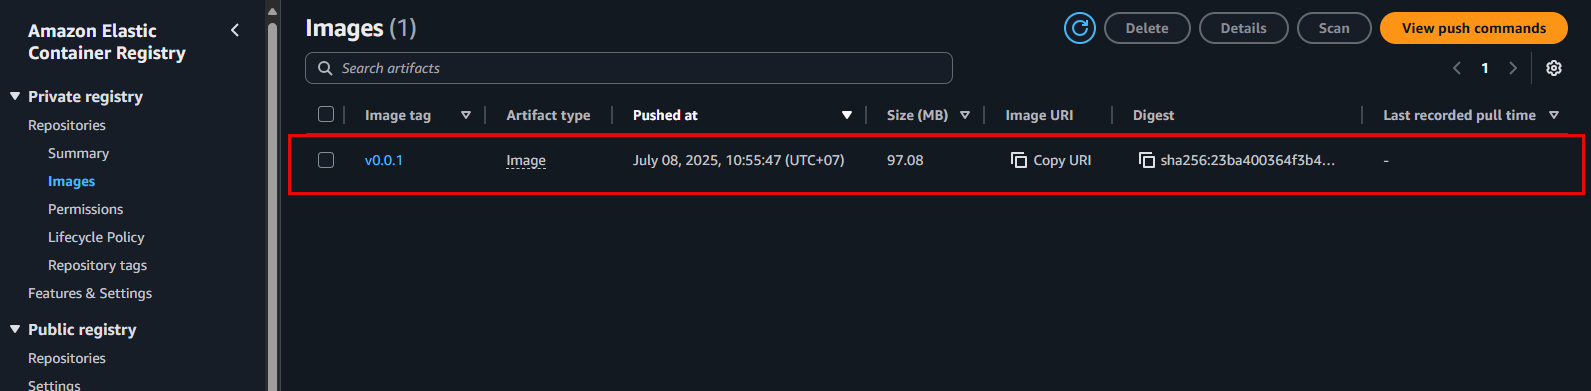 Amazon Elastic
Container Registry
Private registry
Repositories
Summary
Images
Permissions
Lifecycle Policy
Repository tags
Features & Settings
Public registry
Repositories
Settings
Images (1)
Delete
Details
Scan
View push commands
Search artifacts
1
Image tag
Artifact type
Pushed at
Size (MB)
Image URI
Digest
Last recorded pull time
v0.0.1
Image
July 08, 2025, 10:55:47 (UTC+07)
97.08
Copy URI
sha256:23ba400364f3b4...
-